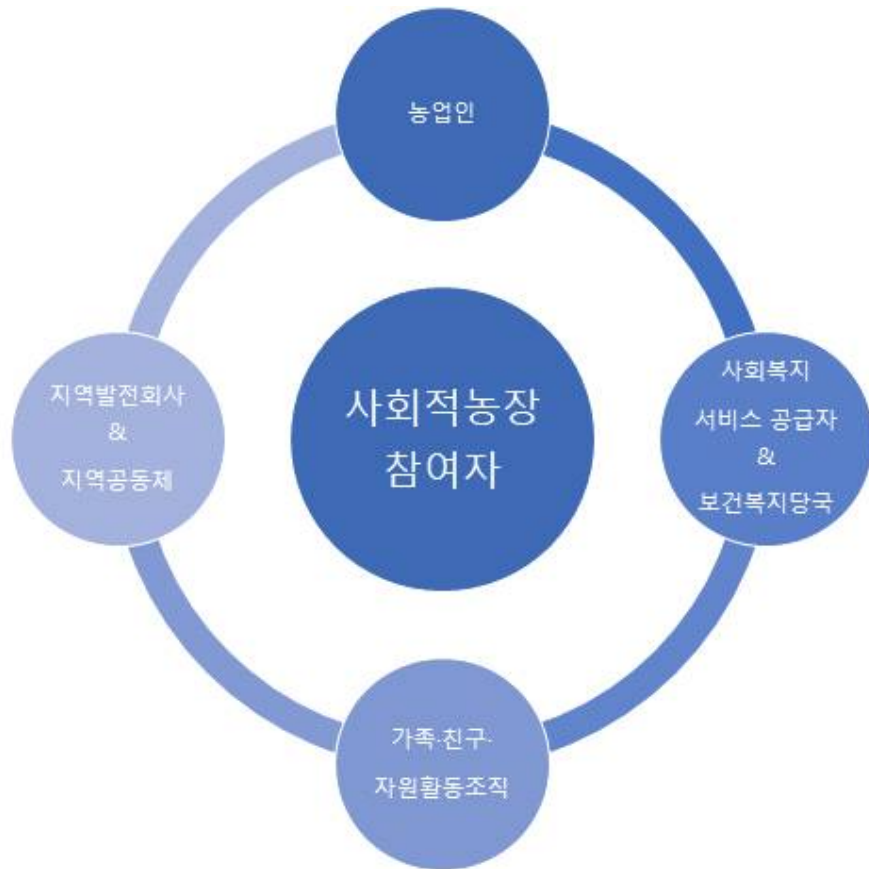 농업인
지역발전회사
&
지역공동체
사회적농장
참여자
사회복지
서비스 공급자
&
보건복지당국
가족·친구·
자원활동조직